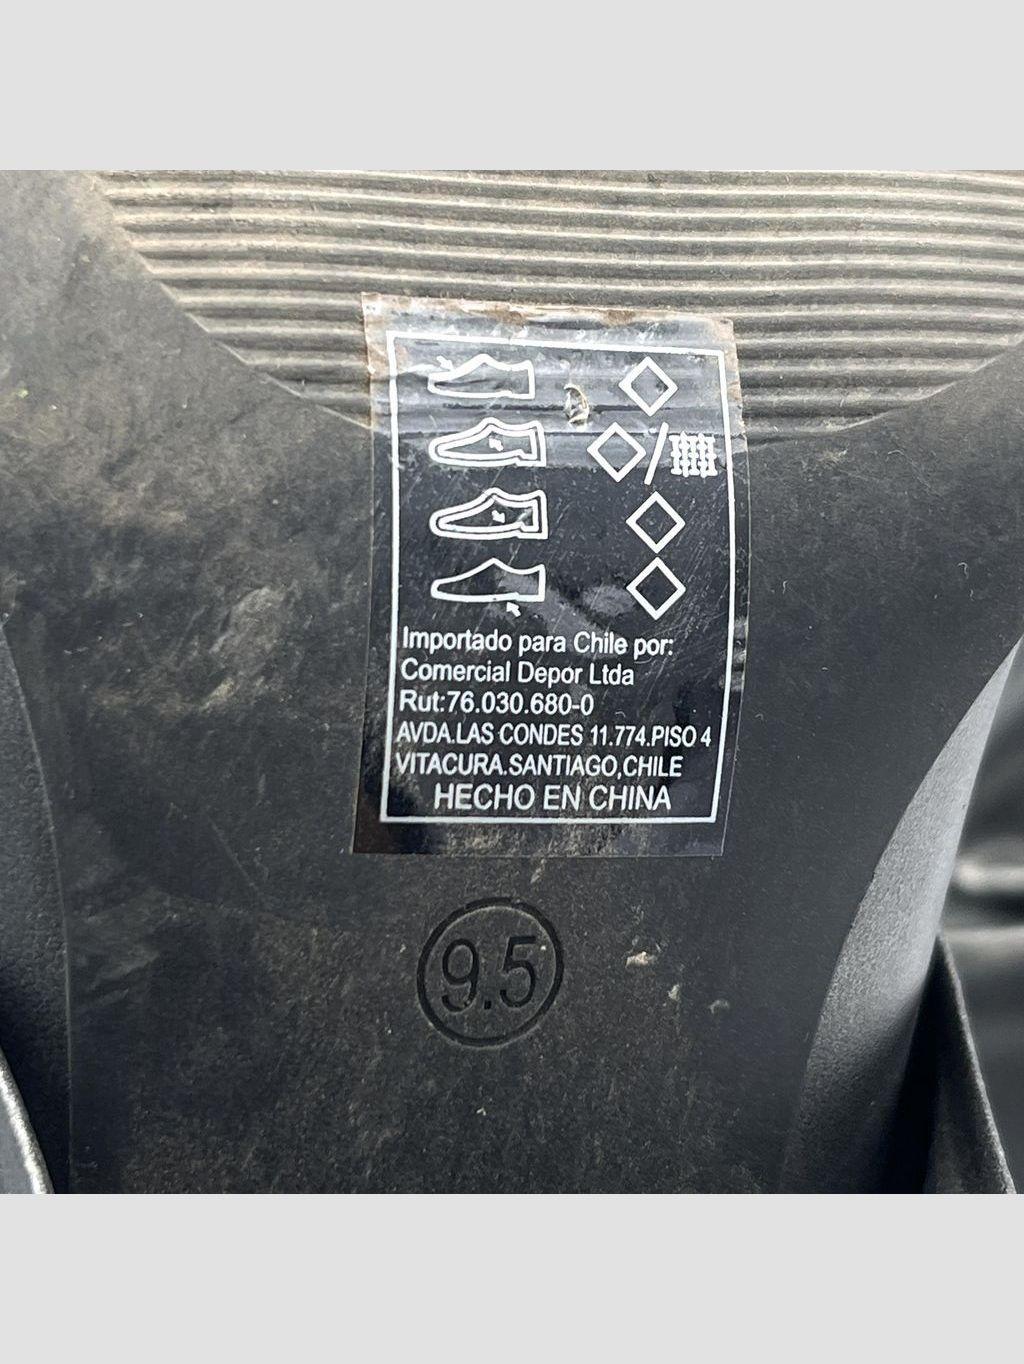 Importado para Chile por:
Comercial Depor Ltda
Rut:76.030.680-0
AVDA.LAS CONDES 11.774.PISO 4
VITACURA.SANTIAGO,CHILE
HECHO EN CHINA
9.5